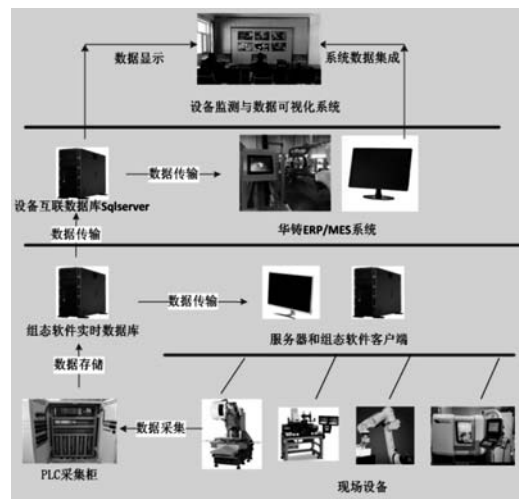 数据显示
系统数据集成
设备监测与数据可视化系统
数据传输
设备互联数据库Sqlserver
华铸ERP/MES系统
数据传输
数据传输
组态软件实时数据库
服务器和组态软件客户端
数据存储
数据采集
PLC采集柜
现场设备